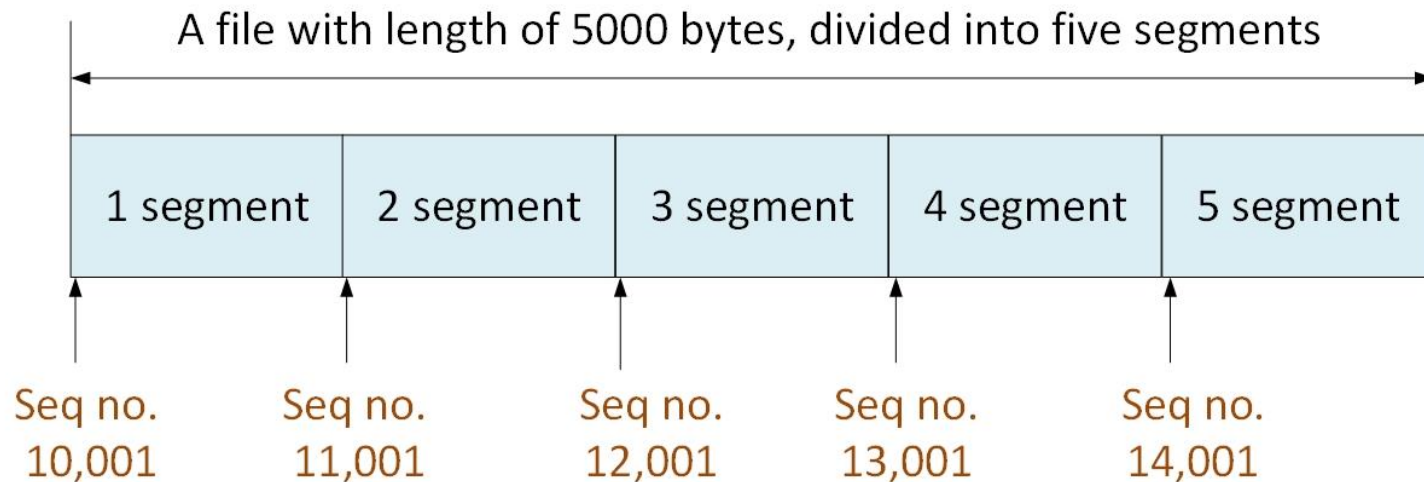 A file with length of 5000 bytes, divided into five segments
1 segment 2 segment 3 segment 4 segment 5 segment
Seq no. Seq no. Seq no. Seq no. Seq no.
10,001 11,001 12,001 13,001 14,001